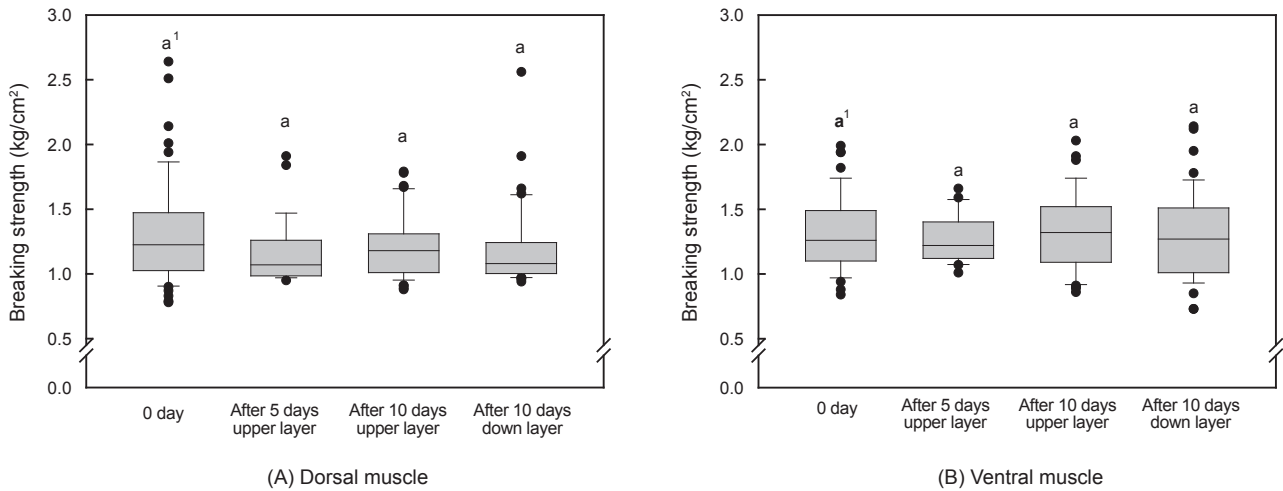 3.0
2.5
2.0
1.5
1.0
0.5
0.0
Breaking strength (kg/cm²)
a¹
a
a
a
0 day
After 5 days
upper layer
After 10 days
upper layer
After 10 days
down layer
(A) Dorsal muscle
3.0
2.5
2.0
1.5
1.0
0.5
0.0
Breaking strength (kg/cm²)
a¹
a
a
a
0 day
After 5 days
upper layer
After 10 days
upper layer
After 10 days
down layer
(B) Ventral muscle